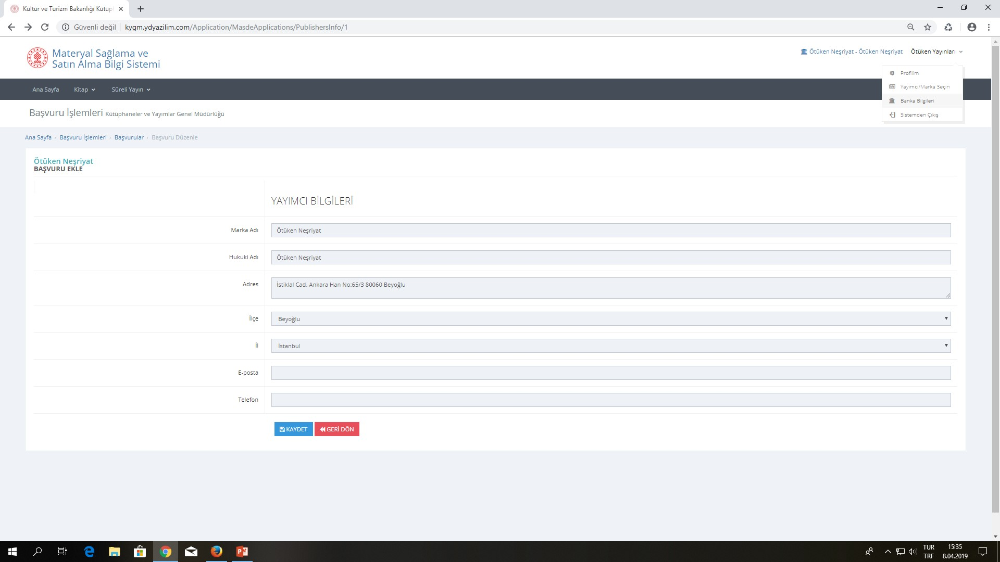 Kültür ve Turizm Bakanlığı Kütüp
Güvenli değil
kygm.ydyazilim.com/Application/MasdeApplications/PublishersInfo/1
Materyal Sağlama ve
Satın Alma Bilgi Sistemi
Ötüken Neşriyat - Ötüken Neşriyat
Ötüken Yayınları
Profilim
Yayımcı/Marka Seçin
Banka Bilgileri
Sistemden Çıkış
Ana Sayfa
Kitap
Süreli Yayın
Başvuru İşlemleri Kütüphaneler ve Yayımlar Genel Müdürlüğü
Ana Sayfa › Başvuru İşlemleri › Başvurular › Başvuru Düzenle
Ötüken Neşriyat
BAŞVURU EKLE
YAYIMCI BİLGİLERİ
Marka Adı
Ötüken Neşriyat
Hukuki Adı
Ötüken Neşriyat
Adres
İstiklal Cad. Ankara Han No:65/3 80060 Beyoğlu
İlçe
Beyoğlu
İl
İstanbul
E-posta
Telefon
KAYDET
GERİ DÖN
TUR
TRF
15:35
8.04.2019